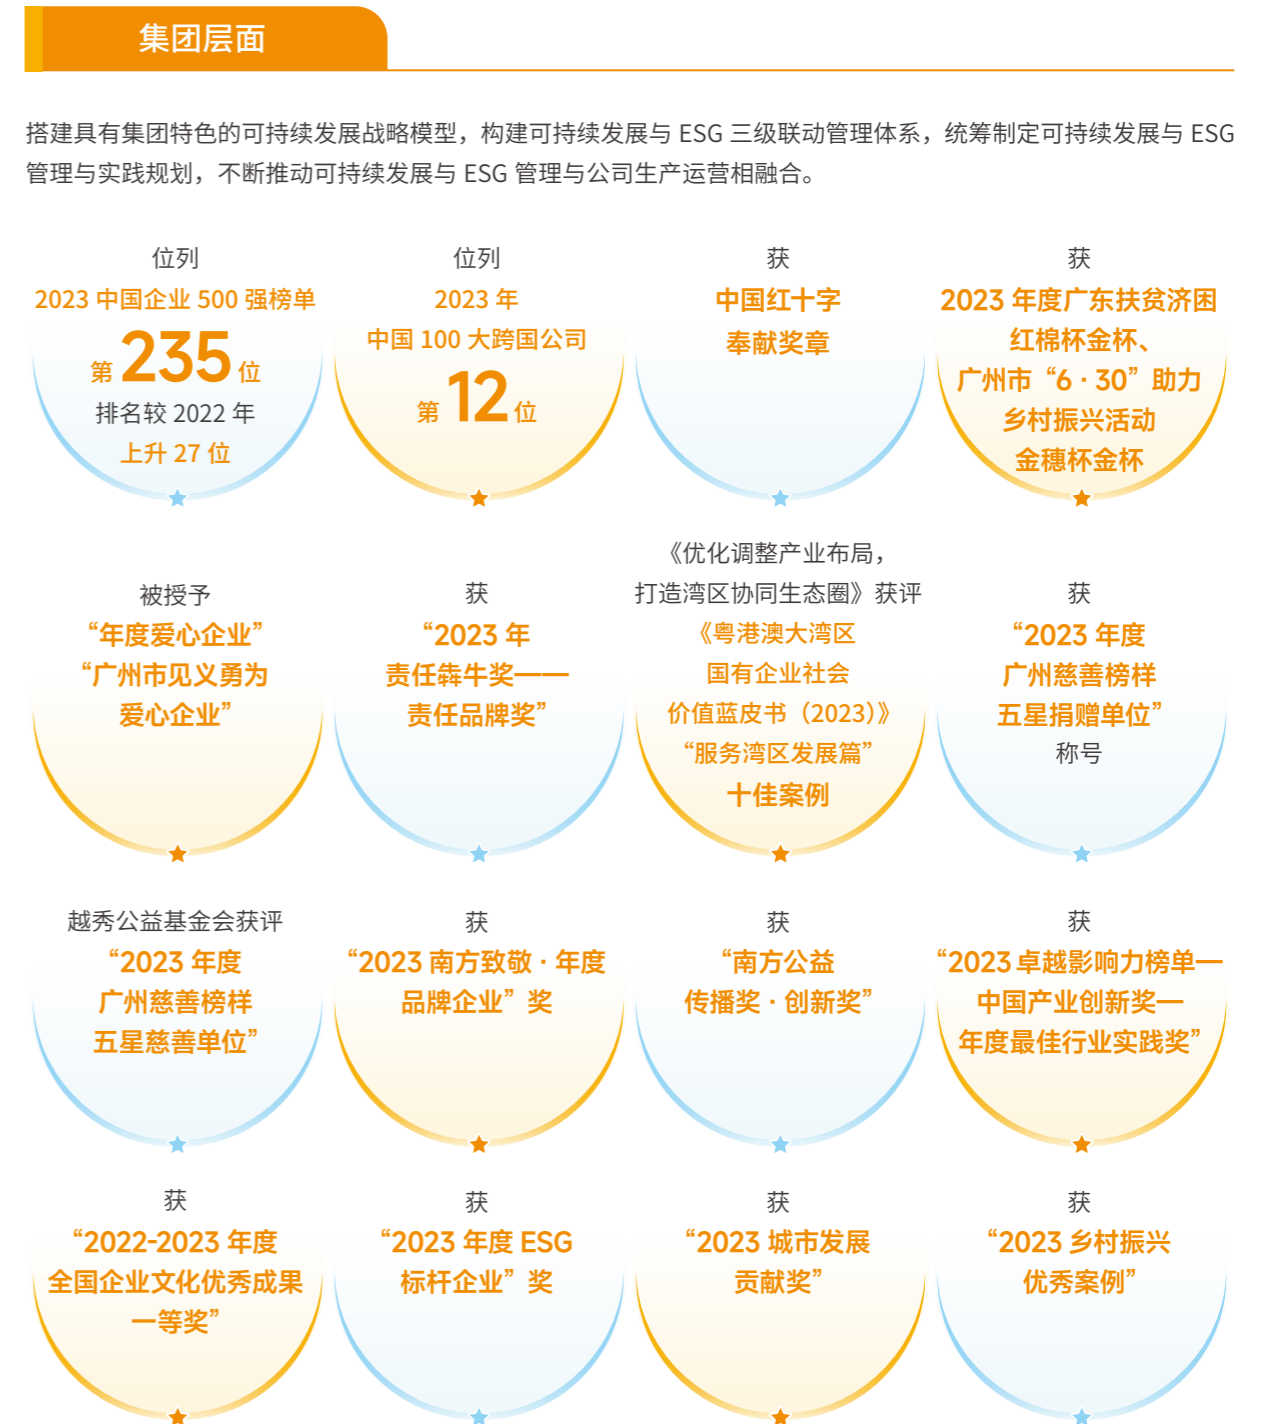 集团层面
搭建具有集团特色的可持续发展战略模型，构建可持续发展与 ESG 三级联动管理体系，统筹制定可持续发展与 ESG
管理与实践规划，不断推动可持续发展与 ESG 管理与公司生产运营相融合。
位列
2023 中国企业 500 强榜单
第 235 位
排名较 2022 年
上升 27 位
位列
2023 年
中国 100 大跨国公司
第 12 位
获
中国红十字
奉献奖章
获
2023 年度广东扶贫济困
红棉杯金杯、
广州市“6 · 30”助力
乡村振兴活动
金穗杯金杯
被授予
“年度爱心企业”
“广州市见义勇为
爱心企业”
获
“2023 年
责任犇牛奖——
责任品牌奖”
《优化调整产业布局，
打造湾区协同生态圈》获评
《粤港澳大湾区
国有企业社会
价值蓝皮书（2023）》
“服务湾区发展篇”
十佳案例
获
“2023 年度
广州慈善榜样
五星捐赠单位”
称号
越秀公益基金会获评
“2023 年度
广州慈善榜样
五星慈善单位”
获
“2023 南方致敬 · 年度
品牌企业”奖
获
“南方公益
传播奖 · 创新奖”
获
“2023 卓越影响力榜单—
中国产业创新奖—
年度最佳行业实践奖”
获
“2022-2023 年度
全国企业文化优秀成果
一等奖”
获
“2023 年度 ESG
标杆企业”奖
获
“2023 城市发展
贡献奖”
获
“2023 乡村振兴
优秀案例”